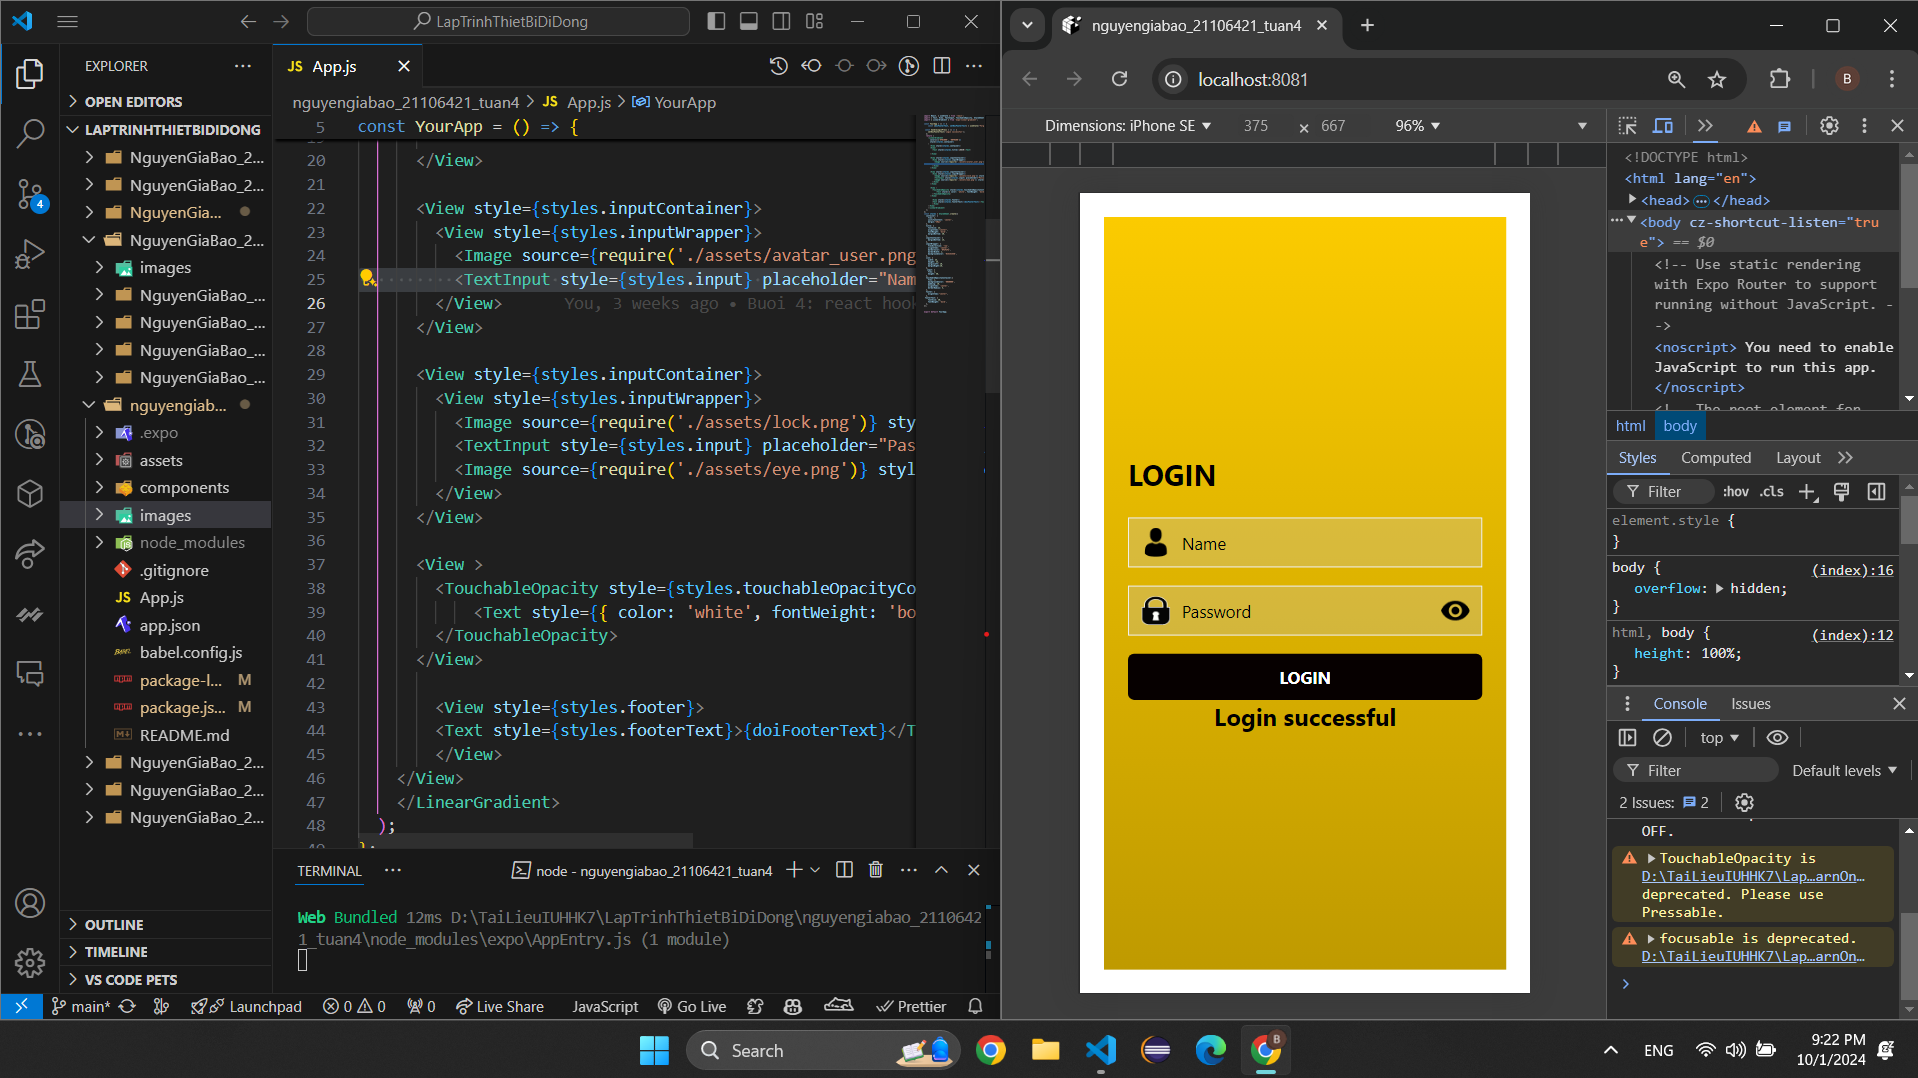 LapTrinhThietBiDiDong
EXPLORER
OPEN EDITORS
LAPTRINHTHIETBIDIDONG
NguyenGiaBao_2...
NguyenGiaBao_2...
NguyenGia...
NguyenGiaBao_2...
images
NguyenGiaBao_...
NguyenGiaBao_...
NguyenGiaBao_...
NguyenGiaBao_...
nguyengiab...
.expo
assets
components
images
node_modules
.gitignore
JS App.js
app.json
babel.config.js
package-l... M
package.js... M
README.md
NguyenGiaBao_2...
NguyenGiaBao_2...
NguyenGiaBao_2...
OUTLINE
TIMELINE
VS CODE PETS
4
JS App.js
nguyengiabao_21106421_tuan4 > JS App.js > YourApp
5 const YourApp = () => {
20 </View>
21
22 <View style={styles.inputContainer}>
23 <View style={styles.inputWrapper}>
24 <Image source={require('./assets/avatar_user.png
25 <TextInput style={styles.input} placeholder="Nam
26 </View> You, 3 weeks ago • Buoi 4: react hook
27 </View>
28
29 <View style={styles.inputContainer}>
30 <View style={styles.inputWrapper}>
31 <Image source={require('./assets/lock.png')} sty
32 <TextInput style={styles.input} placeholder="Pas
33 <Image source={require('./assets/eye.png')} styl
34 </View>
35 </View>
36
37 <View >
38 <TouchableOpacity style={styles.touchableOpacityCo
39 <Text style={{ color: 'white', fontWeight: 'bo
40 </TouchableOpacity>
41 </View>
42
43 <View style={styles.footer}>
44 <Text style={styles.footerText}>{doiFooterText}</T
45 </View>
46 </View>
47 </LinearGradient>
48 );
TERMINAL
node - nguyengiabao_21106421_tuan4
Web Bundled 12ms D:\TaiLieuIUHHK7\LapTrinhThietBiDiDong\nguyengiabao_2110642
1_tuan4\node_modules\expo\AppEntry.js (1 module)
main* Launchpad 0 0 0 Live Share JavaScript Go Live Prettier
nguyengiabao_21106421_tuan4
localhost:8081
B
Dimensions: iPhone SE 375 × 667 96%
LOGIN
Name
Password
LOGIN
Login successful
<!DOCTYPE html>
<html lang="en">
<head> </head>
<body cz-shortcut-listen="tru
e"> == $0
<!-- Use static rendering
with Expo Router to support
running without JavaScript. -
->
<noscript> You need to enable
JavaScript to run this app.
</noscript>
<!-- The root element for
html body
Styles Computed Layout
Filter :hov .cls
element.style {
}
body { (index):16
overflow: hidden;
}
html, body { (index):12
height: 100%;
}
Console Issues
top
Filter Default levels
2 Issues: 2
OFF.
TouchableOpacity is
D:\TaiLieuIUHHK7\Lap…arnOn…
deprecated. Please use
Pressable.
focusable is deprecated.
D:\TaiLieuIUHHK7\Lap…arnOn…
Search
B
ENG
9:22 PM
10/1/2024